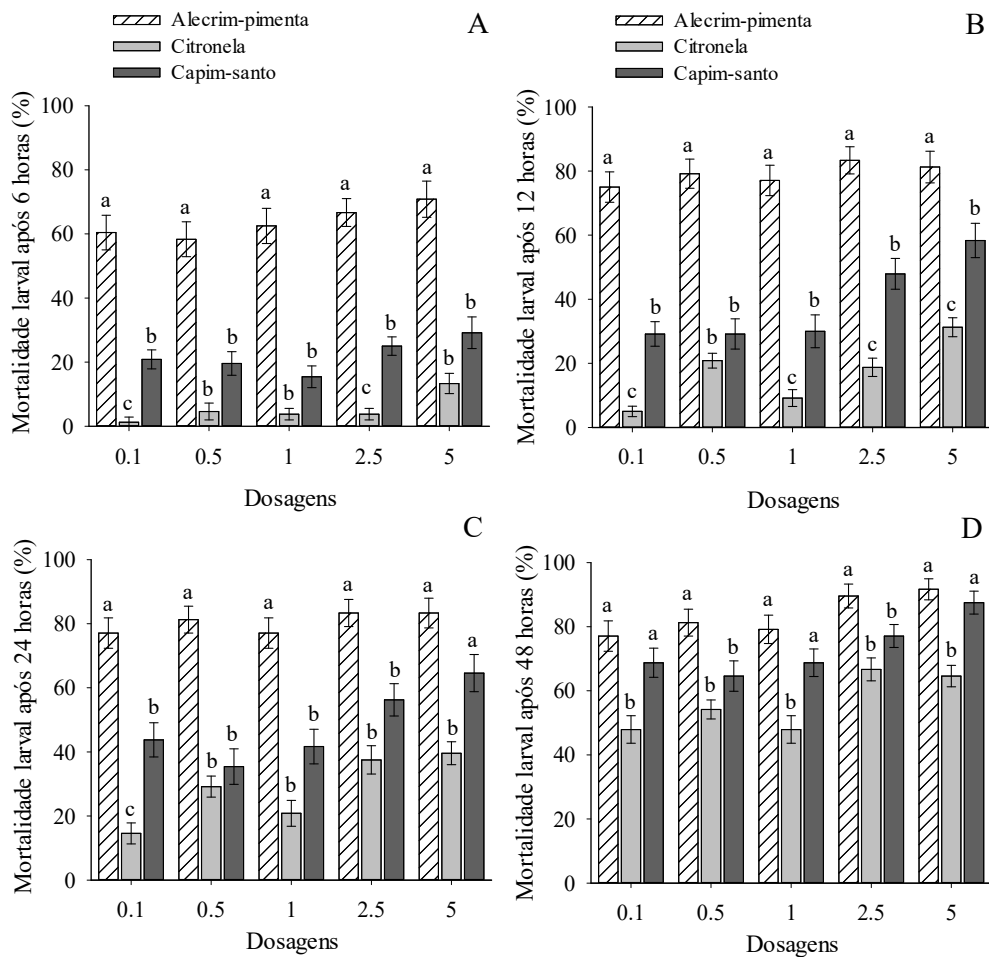 A
Alecrim-pimenta
Citronela
Capim-santo
Mortalidade larval após 6 horas (%)
100
80
60
40
20
0
a a a a a
c b b c b
b b b b b
0.1 0.5 1 2.5 5
Dosagens
B
Alecrim-pimenta
Citronela
Capim-santo
Mortalidade larval após 12 horas (%)
100
80
60
40
20
0
a a a a a
c b c c c
b b b b b
0.1 0.5 1 2.5 5
Dosagens
C
Mortalidade larval após 24 horas (%)
100
80
60
40
20
0
a a a a a
c b b b b
b b b b a
0.1 0.5 1 2.5 5
Dosagens
D
Mortalidade larval após 48 horas (%)
100
80
60
40
20
0
a a a a a
b b b c b
a b a b a
0.1 0.5 1 2.5 5
Dosagens